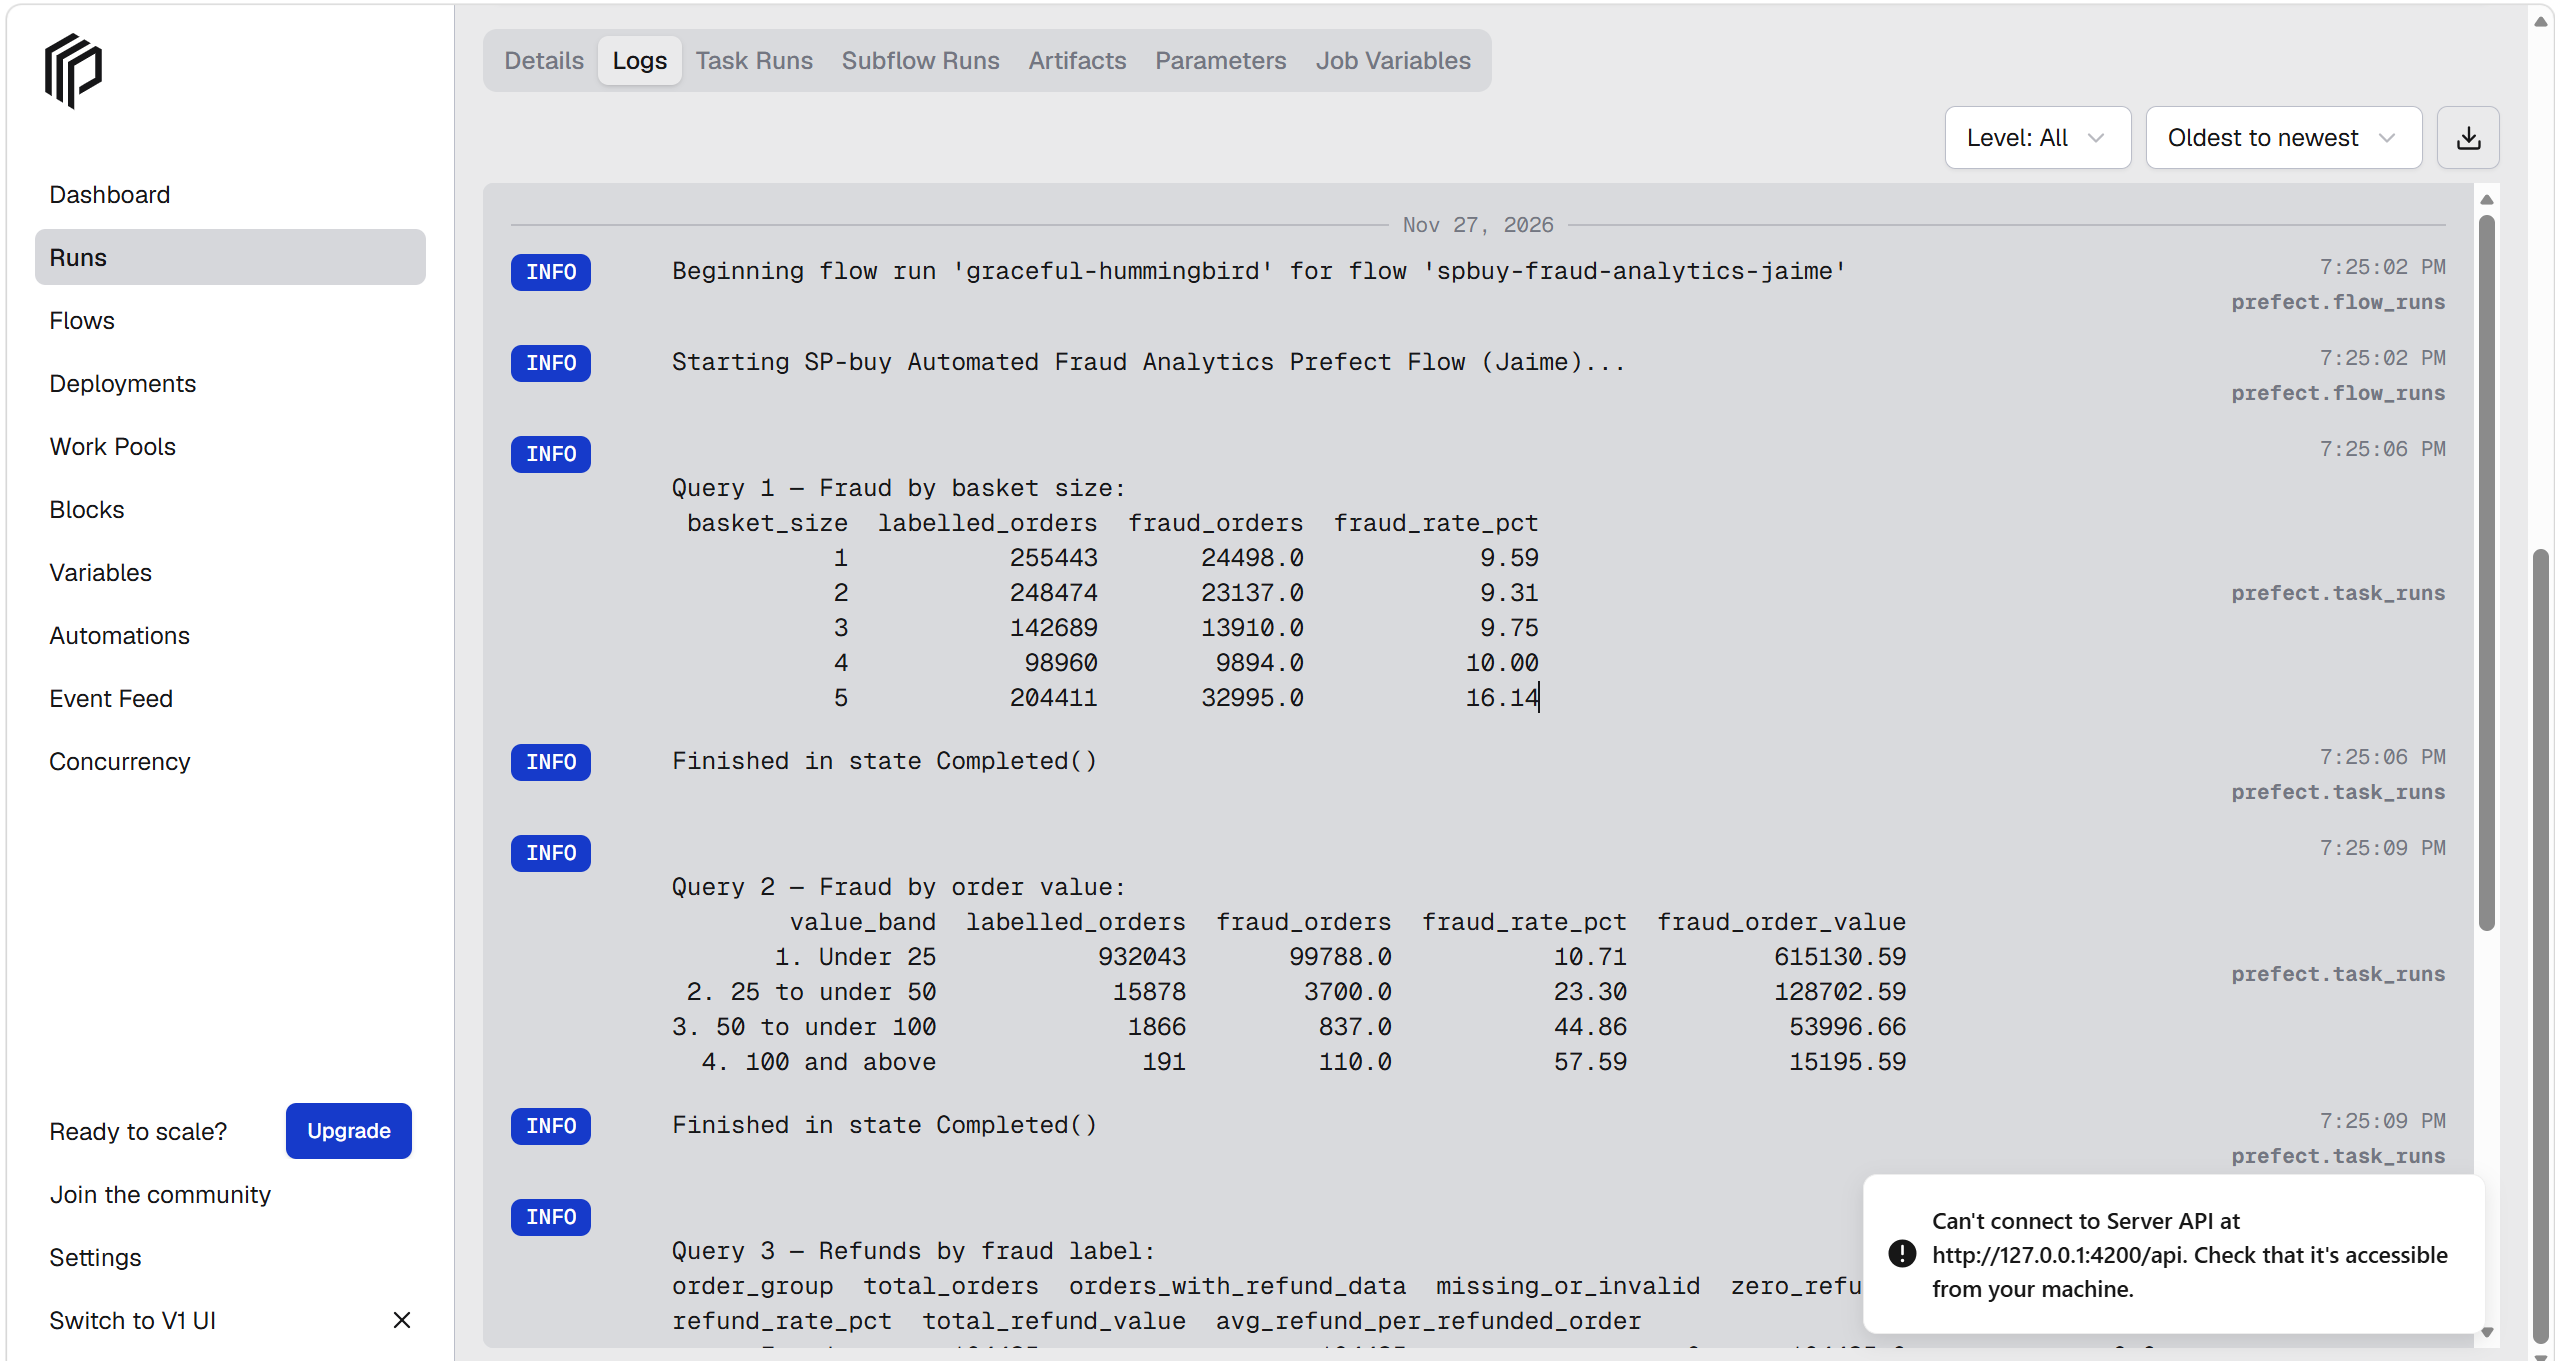 Details Logs Task Runs Subflow Runs Artifacts Parameters Job Variables
Level: All Oldest to newest
Dashboard
Runs
Flows
Deployments
Work Pools
Blocks
Variables
Automations
Event Feed
Concurrency
Ready to scale? Upgrade
Join the community
Settings
Switch to V1 UI
Nov 27, 2026
INFO Beginning flow run 'graceful-hummingbird' for flow 'spbuy-fraud-analytics-jaime' 7:25:02 PM
prefect.flow_runs
INFO Starting SP-buy Automated Fraud Analytics Prefect Flow (Jaime)... 7:25:02 PM
prefect.flow_runs
INFO 7:25:06 PM
Query 1 — Fraud by basket size:
basket_size labelled_orders fraud_orders fraud_rate_pct
1 255443 24498.0 9.59
2 248474 23137.0 9.31 prefect.task_runs
3 142689 13910.0 9.75
4 98960 9894.0 10.00
5 204411 32995.0 16.14
INFO Finished in state Completed() 7:25:06 PM
prefect.task_runs
INFO 7:25:09 PM
Query 2 — Fraud by order value:
value_band labelled_orders fraud_orders fraud_rate_pct fraud_order_value
1. Under 25 932043 99788.0 10.71 615130.59
2. 25 to under 50 15878 3700.0 23.30 128702.59 prefect.task_runs
3. 50 to under 100 1866 837.0 44.86 53996.66
4. 100 and above 191 110.0 57.59 15195.59
INFO Finished in state Completed() 7:25:09 PM
prefect.task_runs
INFO
Query 3 — Refunds by fraud label:
order_group total_orders orders_with_refund_data missing_or_invalid zero_refu
refund_rate_pct total_refund_value avg_refund_per_refunded_order
Can't connect to Server API at
http://127.0.0.1:4200/api. Check that it's accessible
from your machine.